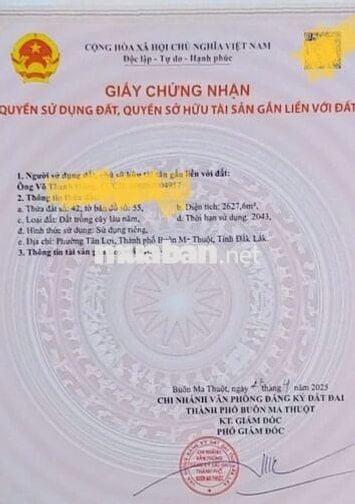 CỘNG HÒA XÃ HỘI CHỦ NGHĨA VIỆT NAM
Độc lập - Tự do - Hạnh phúc
GIẤY CHỨNG NHẬN
QUYỀN SỬ DỤNG ĐẤT, QUYỀN SỞ HỮU TÀI SẢN GẮN LIỀN VỚI ĐẤT
1. Người sử dụng đất, chủ sở hữu tài sản gắn liền với đất:
Ông Võ Thanh
2. Thông tin thửa đất:
a. Thửa đất số: 42; tờ bản đồ số: 55,
b. Diện tích: 2627,6m²,
c. Loại đất: Đất trồng cây lâu năm,
d. Thời hạn sử dụng: 2043,
đ. Hình thức sử dụng: Sử dụng riêng,
e. Địa chỉ: Phường Tân Lợi, Thành phố Buôn Ma Thuột, Tỉnh Đắk Lắk.
3. Thông tin tài sản
muaban.net
Buôn Ma Thuột, ngày tháng năm 2025
CHI NHÁNH VĂN PHÒNG ĐĂNG KÝ ĐẤT ĐAI
THÀNH PHỐ BUÔN MA THUỘT
KT. GIÁM ĐỐC
PHÓ GIÁM ĐỐC